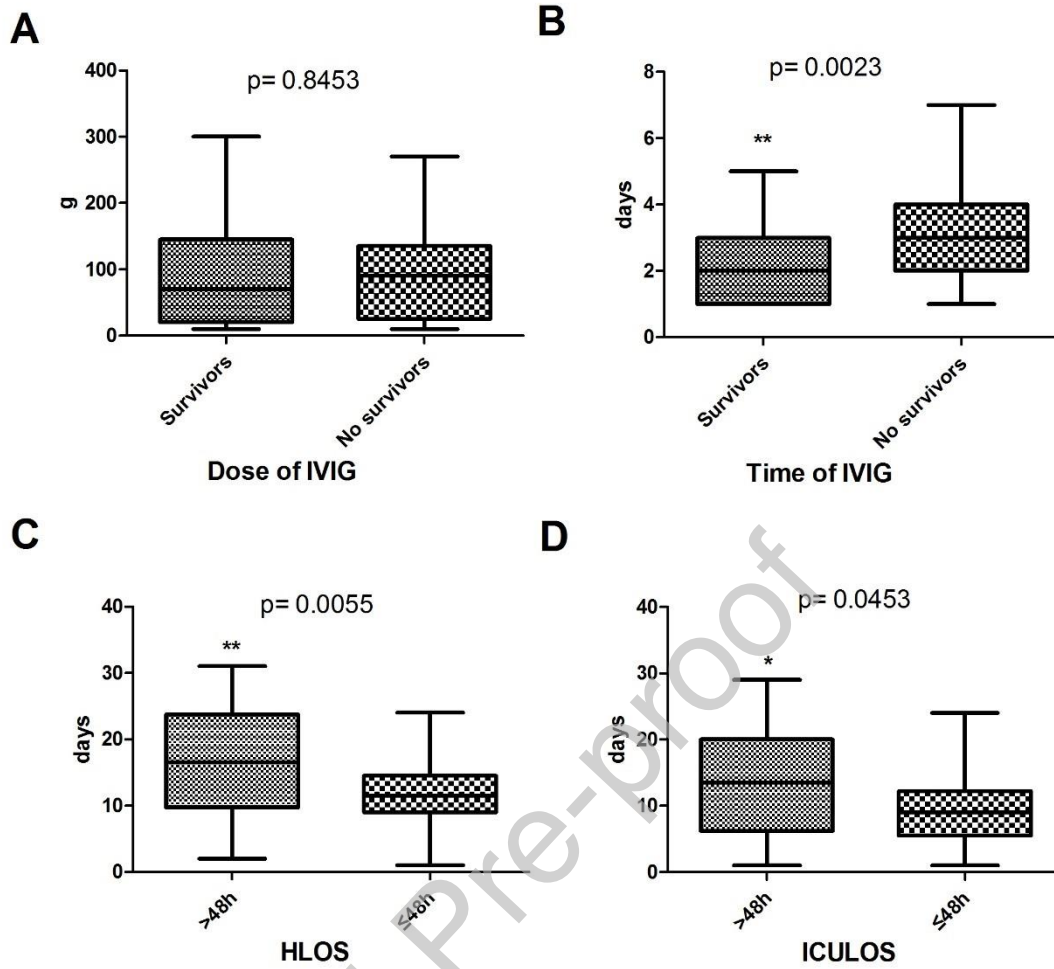 A
p= 0.8453
400
300
200
100
0
g
Survivors
No survivors
Dose of IVIG
B
p= 0.0023
8
6
4
2
0
days
**
Survivors
No survivors
Time of IVIG
C
p= 0.0055
40
30
20
10
0
days
**
>48h
≤48h
HLOS
D
p= 0.0453
40
30
20
10
0
days
*
>48h
≤48h
ICULOS
Pre-proof